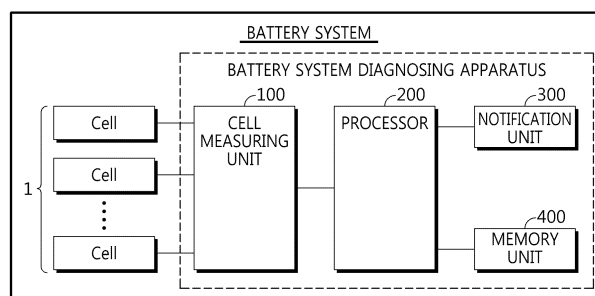 BATTERY SYSTEM
BATTERY SYSTEM DIAGNOSING APPARATUS
100
200
300
Cell
CELL
MEASURING
UNIT
PROCESSOR
NOTIFICATION
UNIT
1
Cell
400
Cell
MEMORY
UNIT